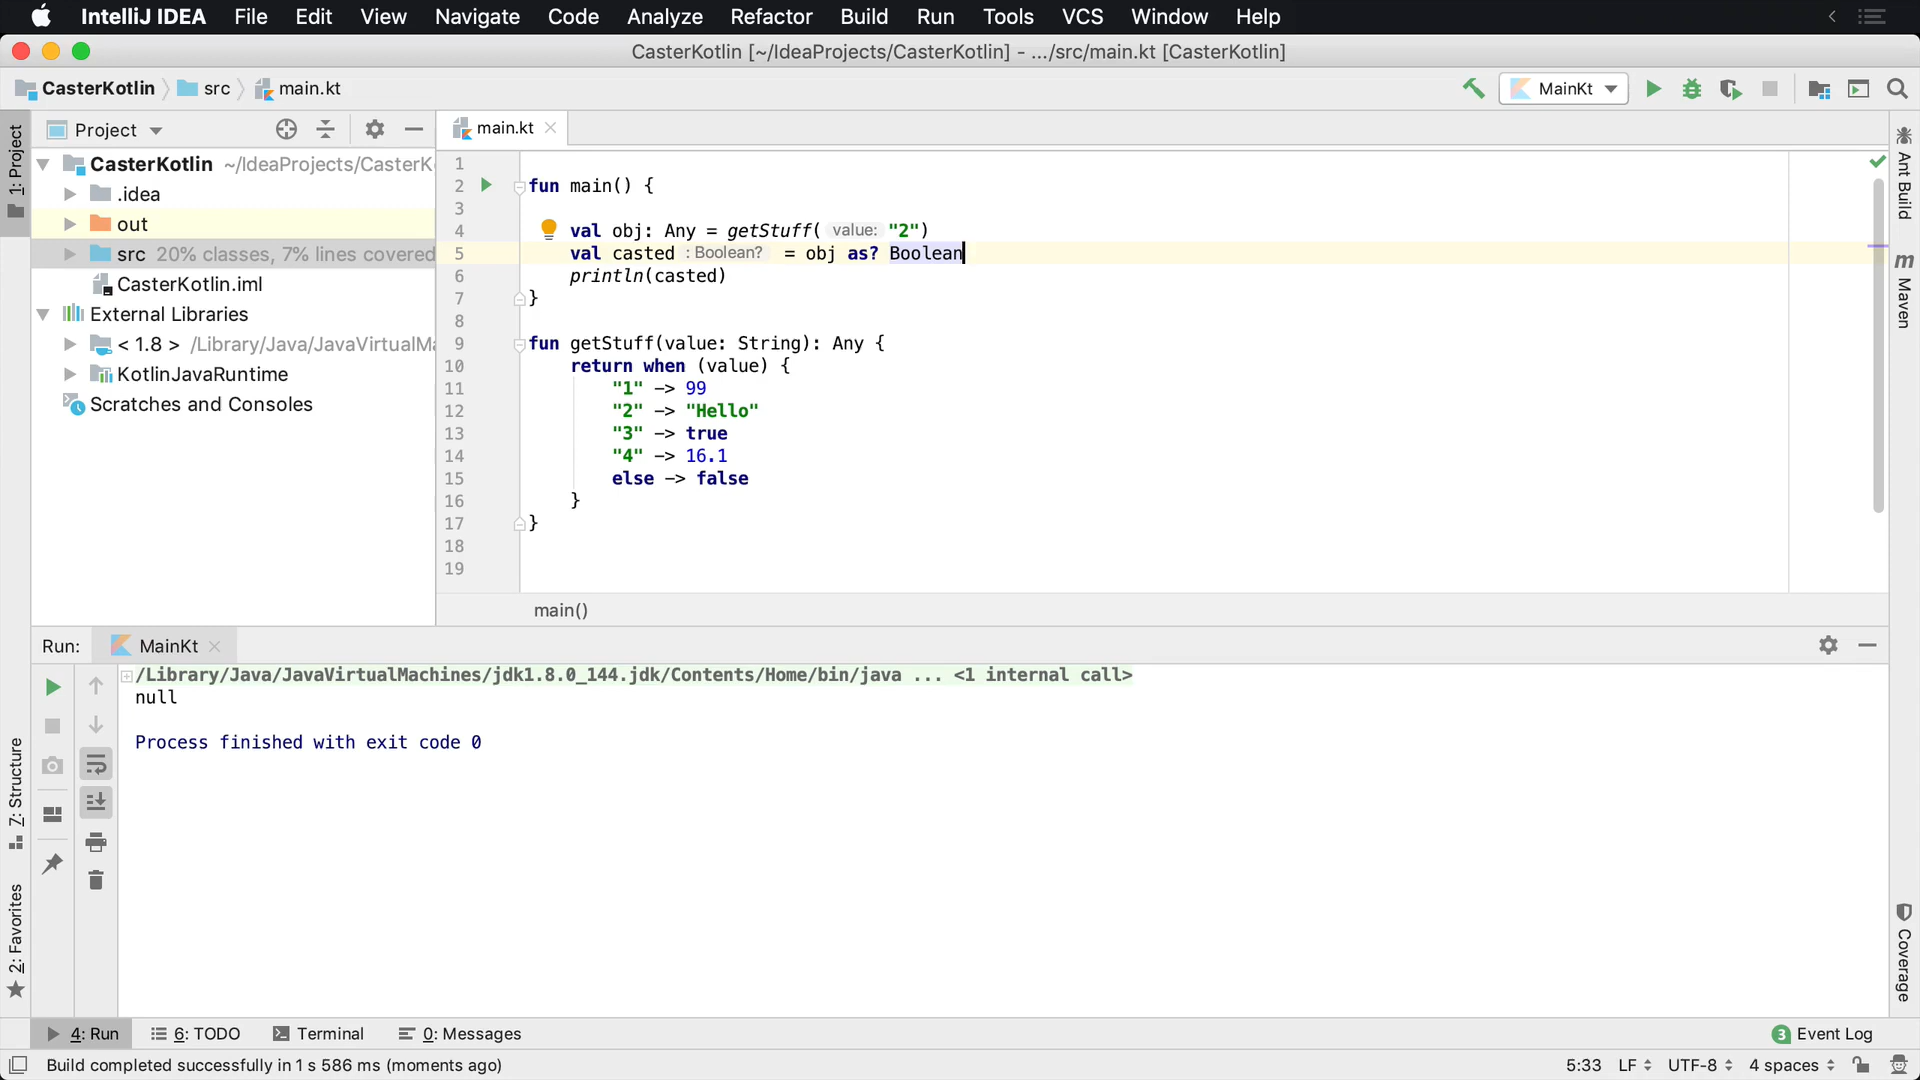 IntelliJ IDEA File Edit View Navigate Code Analyze Refactor Build Run Tools VCS Window Help
CasterKotlin [~/IdeaProjects/CasterKotlin] - .../src/main.kt [CasterKotlin]
CasterKotlin src main.kt MainKt
1: Project
Project
CasterKotlin ~/IdeaProjects/CasterK
.idea
out
src 20% classes, 7% lines covered
CasterKotlin.iml
External Libraries
< 1.8 > /Library/Java/JavaVirtualMa
KotlinJavaRuntime
Scratches and Consoles
main.kt
1
2 fun main() {
3
4 val obj: Any = getStuff( value: "2")
5 val casted : Boolean? = obj as? Boolean
6 println(casted)
7 }
8
9 fun getStuff(value: String): Any {
10 return when (value) {
11 "1" -> 99
12 "2" -> "Hello"
13 "3" -> true
14 "4" -> 16.1
15 else -> false
16 }
17 }
18
19
main()
Ant Build
m Maven
Run: MainKt
/Library/Java/JavaVirtualMachines/jdk1.8.0_144.jdk/Contents/Home/bin/java ... <1 internal call>
null
Process finished with exit code 0
Z: Structure
2: Favorites
Coverage
4: Run 6: TODO Terminal 0: Messages 3 Event Log
Build completed successfully in 1 s 586 ms (moments ago) 5:33 LF UTF-8 4 spaces